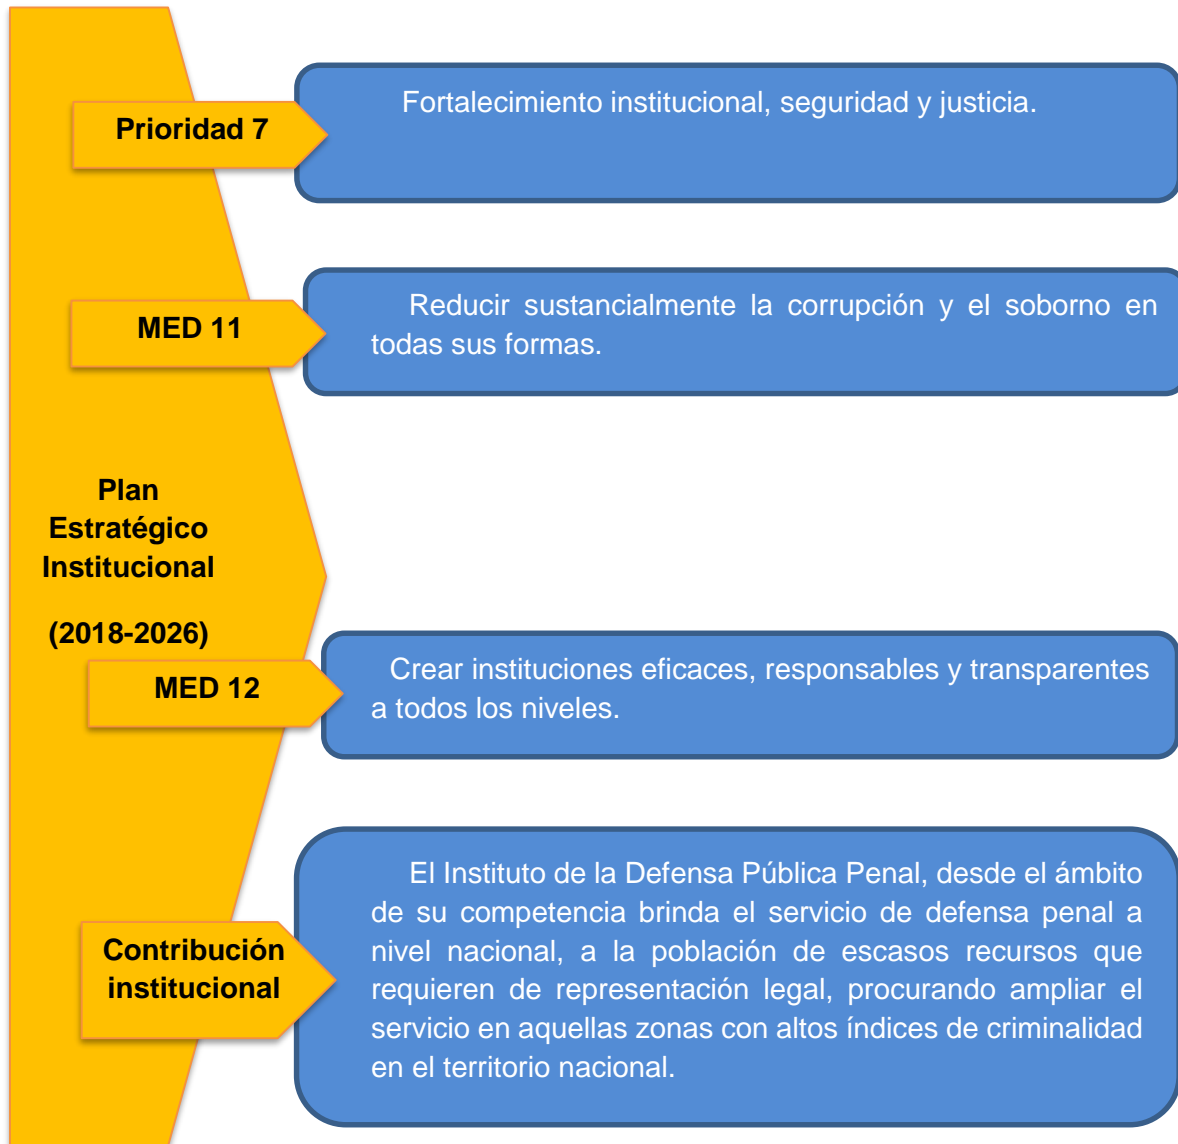 Prioridad 7
Fortalecimiento institucional, seguridad y justicia.
MED 11
Reducir sustancialmente la corrupción y el soborno en
todas sus formas.
Plan
Estratégico
Institucional
(2018-2026)
MED 12
Crear instituciones eficaces, responsables y transparentes
a todos los niveles.
Contribución
institucional
El Instituto de la Defensa Pública Penal, desde el ámbito
de su competencia brinda el servicio de defensa penal a
nivel nacional, a la población de escasos recursos que
requieren de representación legal, procurando ampliar el
servicio en aquellas zonas con altos índices de criminalidad
en el territorio nacional.